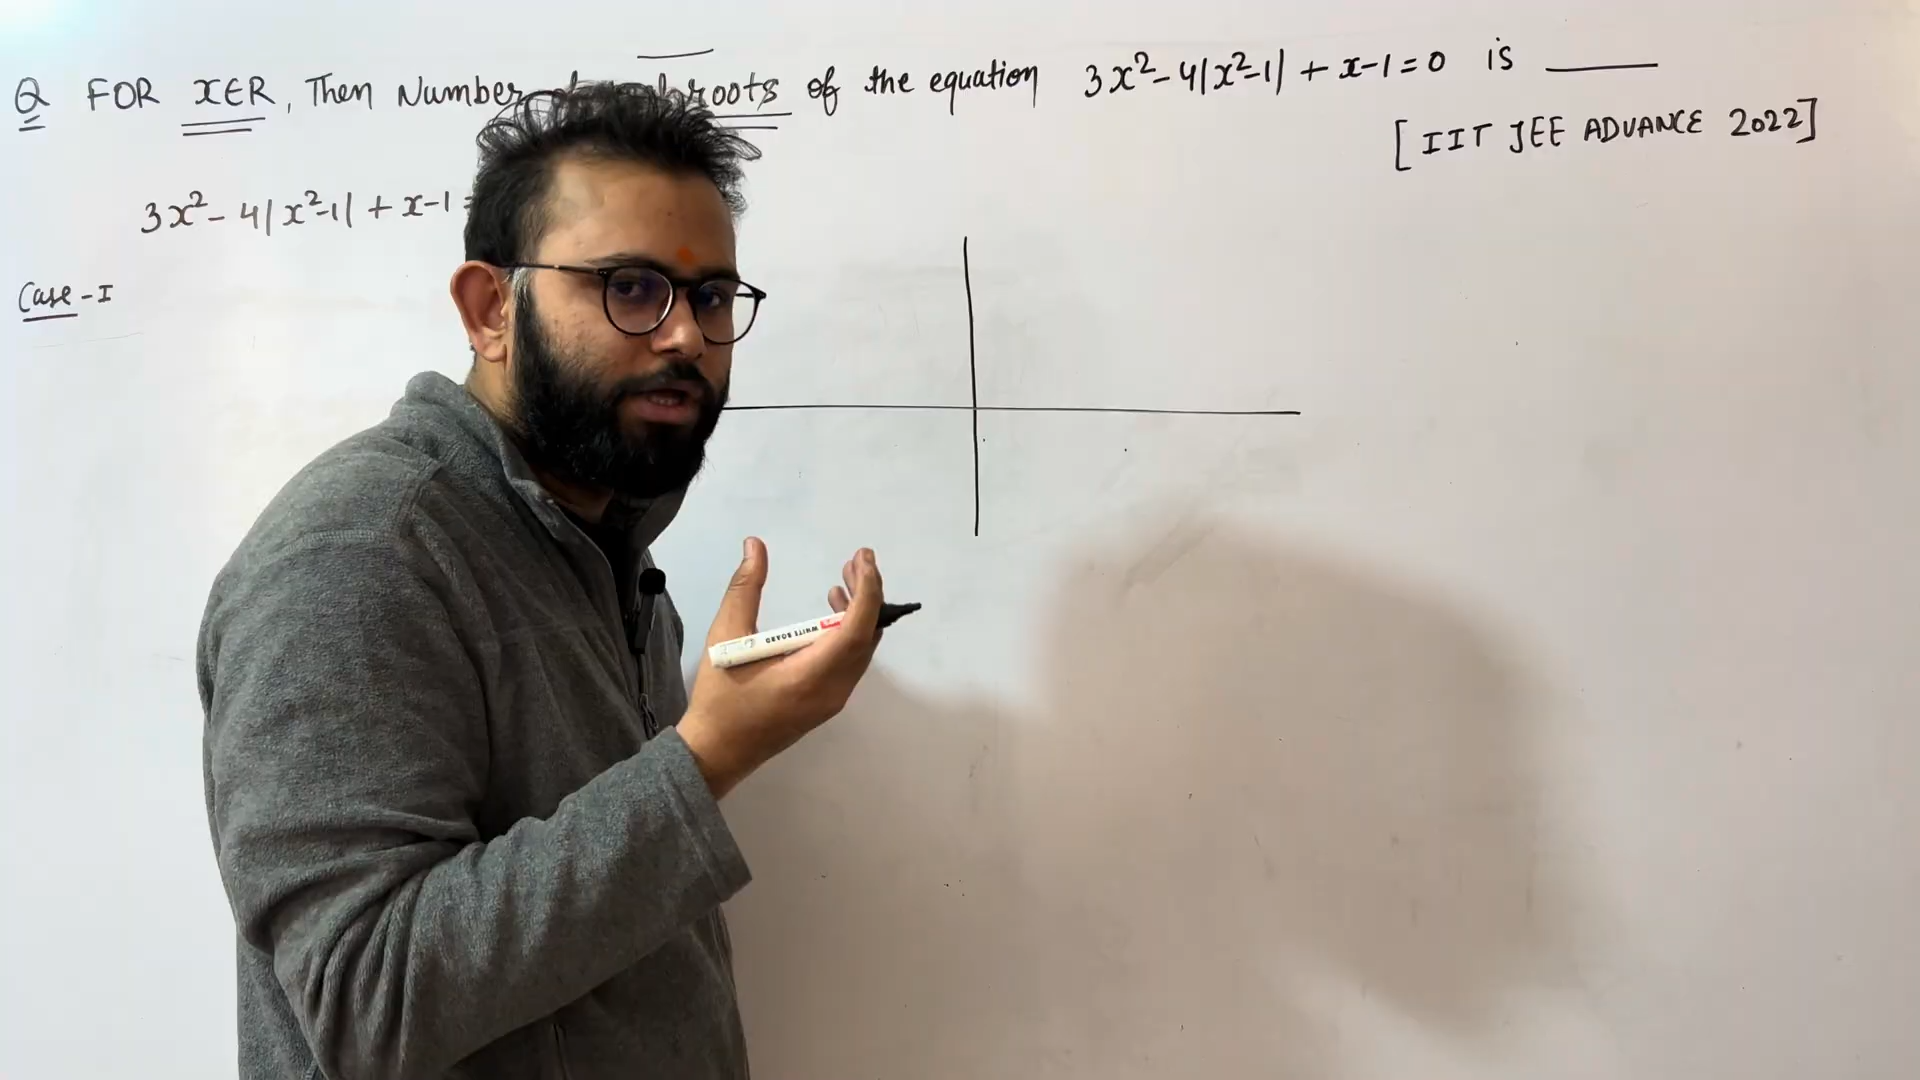 Q FOR x∈R, Then Number roots of the equation 3x²-4|x²-1| + x-1=0 is ____
[IIT JEE ADVANCE 2022]
3x²-4|x²-1| + x-1
Case-I
WHITE BOARD